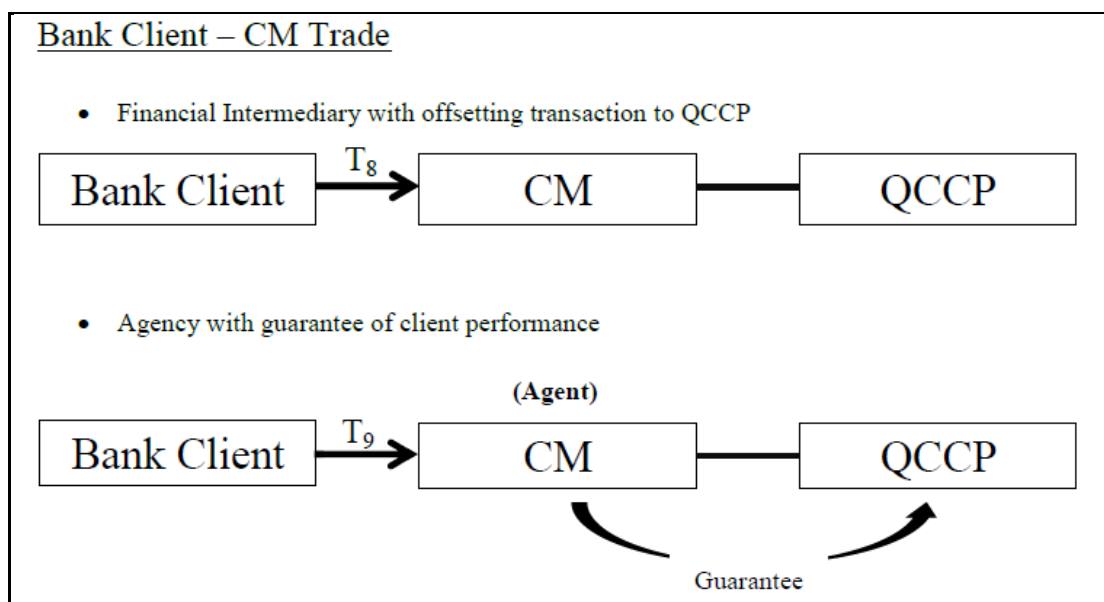 Bank Client – CM Trade
• Financial Intermediary with offsetting transaction to QCCP
T8
Bank Client CM QCCP
• Agency with guarantee of client performance
(Agent)
T9
Bank Client CM QCCP
Guarantee